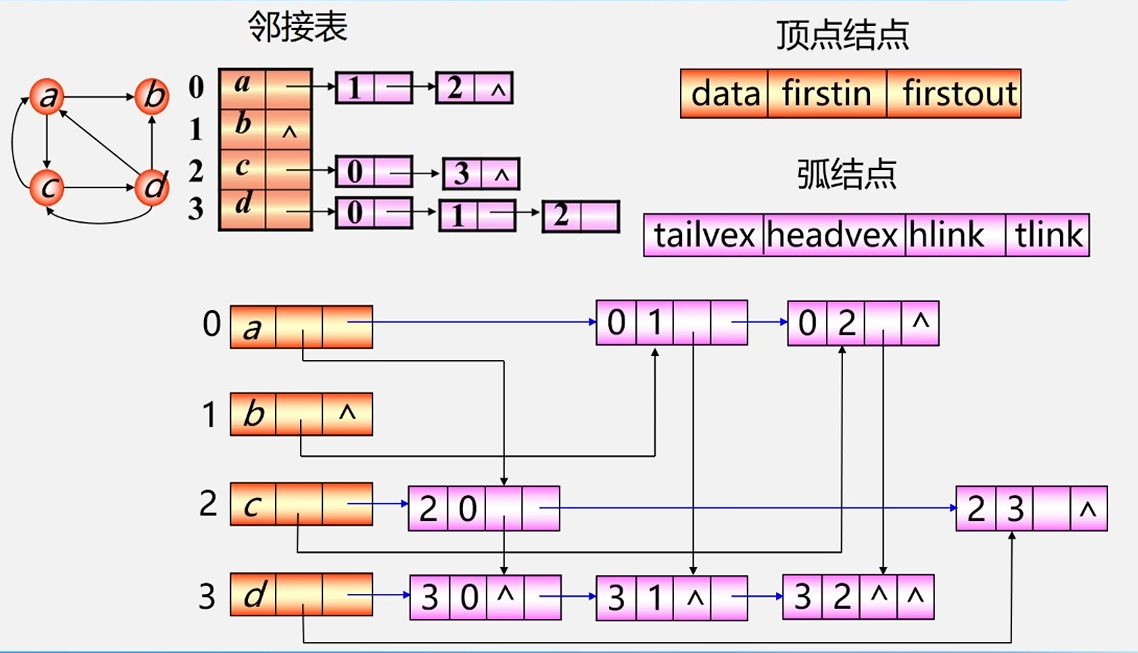 邻接表
顶点结点
data firstin firstout
弧结点
tailvex headvex hlink tlink
a b
c d
0 a 1 2 ^
1 b ^
2 c 0 3 ^
3 d 0 1 2
0 a 0 1 0 2 ^
1 b ^
2 c 2 0 2 3 ^
3 d 3 0 ^ 3 1 ^ 3 2 ^ ^